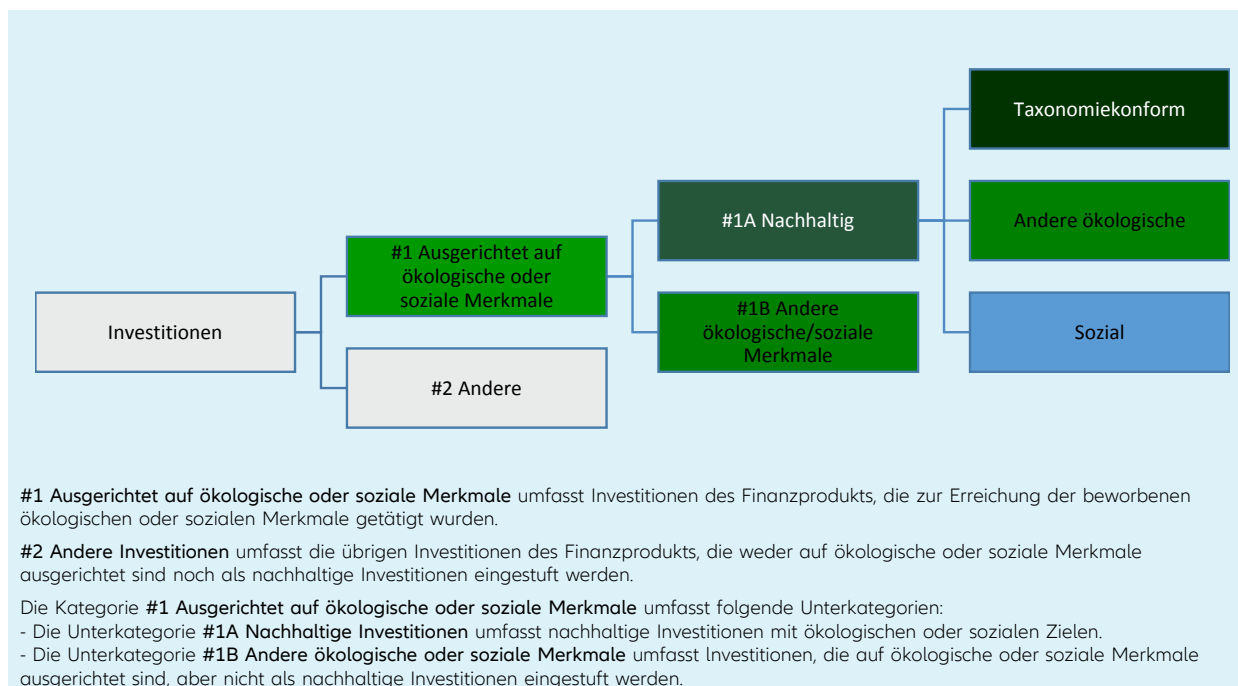 Taxonomiekonform
#1A Nachhaltig
Andere ökologische
#1 Ausgerichtet auf
ökologische oder
soziale Merkmale
Investitionen
#1B Andere
ökologische/soziale
Merkmale
Sozial
#2 Andere
#1 Ausgerichtet auf ökologische oder soziale Merkmale umfasst Investitionen des Finanzprodukts, die zur Erreichung der beworbenen
ökologischen oder sozialen Merkmale getätigt wurden.
#2 Andere Investitionen umfasst die übrigen Investitionen des Finanzprodukts, die weder auf ökologische oder soziale Merkmale
ausgerichtet sind noch als nachhaltige Investitionen eingestuft werden.
Die Kategorie #1 Ausgerichtet auf ökologische oder soziale Merkmale umfasst folgende Unterkategorien:
- Die Unterkategorie #1A Nachhaltige Investitionen umfasst nachhaltige Investitionen mit ökologischen oder sozialen Zielen.
- Die Unterkategorie #1B Andere ökologische oder soziale Merkmale umfasst Investitionen, die auf ökologische oder soziale Merkmale
ausgerichtet sind, aber nicht als nachhaltige Investitionen eingestuft werden.